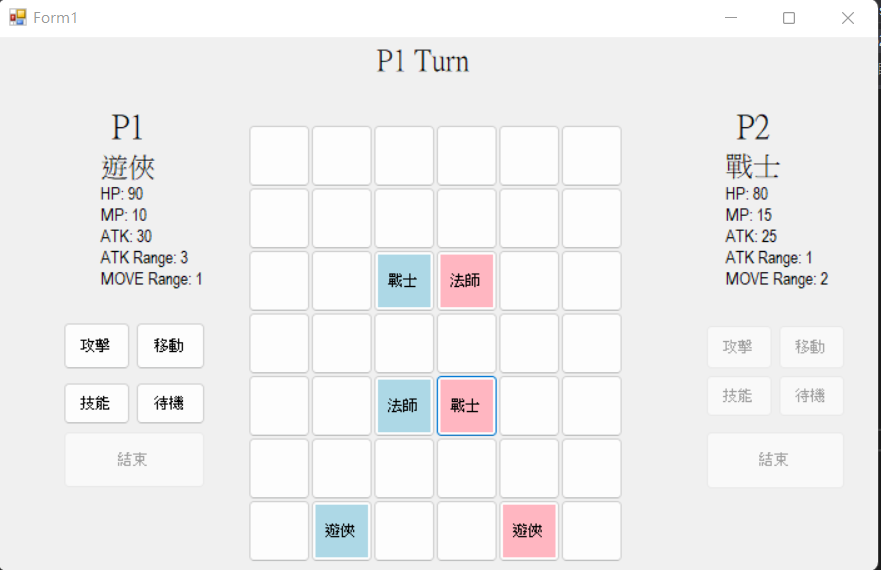 Form1
P1 Turn
P1
遊俠
HP: 90
MP: 10
ATK: 30
ATK Range: 3
MOVE Range: 1
攻擊 移動
技能 待機
結束
戰士 法師
法師 戰士
遊俠 遊俠
P2
戰士
HP: 80
MP: 15
ATK: 25
ATK Range: 1
MOVE Range: 2
攻擊 移動
技能 待機
結束